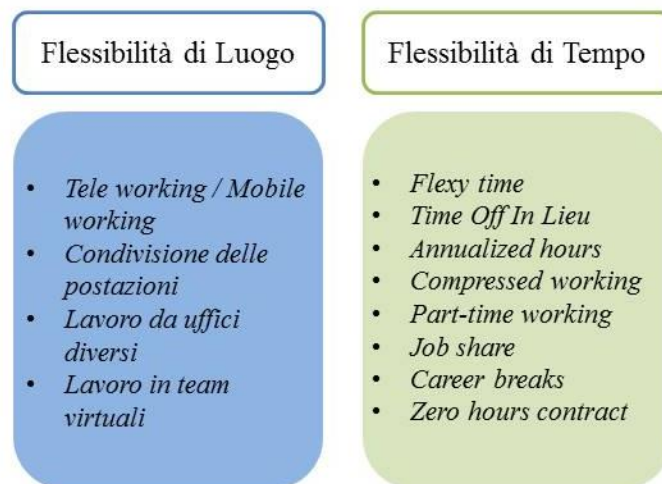 Flessibilità di Luogo
Flessibilità di Tempo
• Tele working / Mobile
working
• Condivisione delle
postazioni
• Lavoro da uffici
diversi
• Lavoro in team
virtuali
• Flexy time
• Time Off In Lieu
• Annualized hours
• Compressed working
• Part-time working
• Job share
• Career breaks
• Zero hours contract